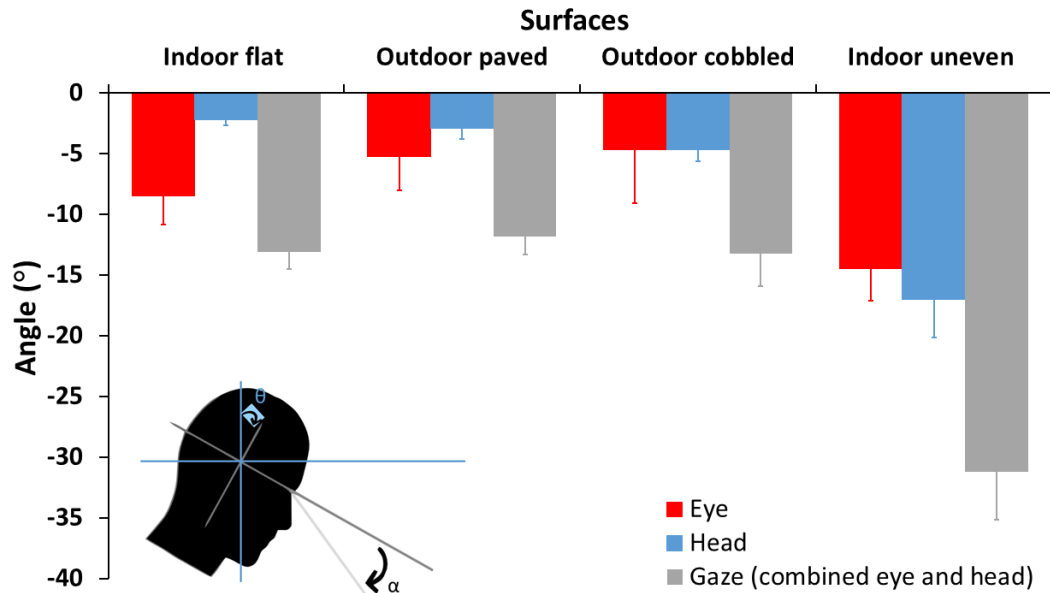 Surfaces
Indoor flat
Outdoor paved
Outdoor cobbled
Indoor uneven
Angle (°)
0
-5
-10
-15
-20
-25
-30
-35
-40
θ
α
Eye
Head
Gaze (combined eye and head)